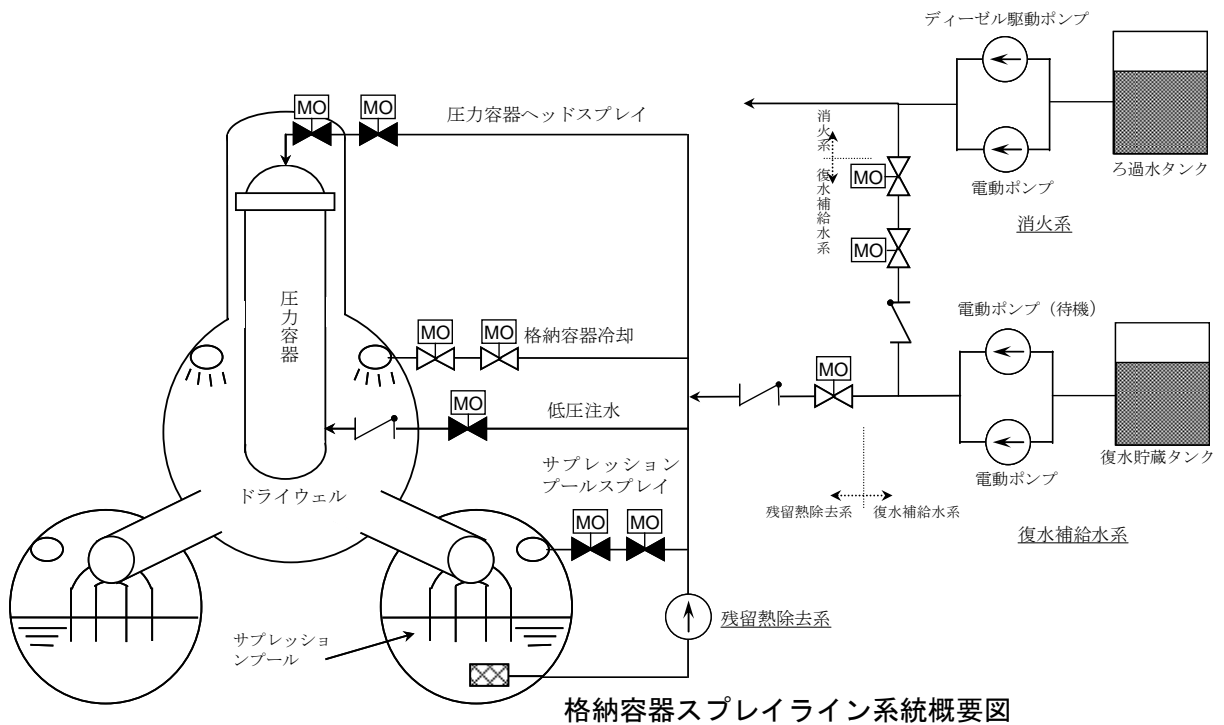 ディーゼル駆動ポンプ
MO
MO
圧力容器ヘッドスプレイ
消火系
復水補給水系
MO
電動ポンプ
ろ過水タンク
消火系
MO
圧力容器
MO
MO
格納容器冷却
電動ポンプ（待機）
MO
MO
低圧注水
サプレッション
プールスプレイ
電動ポンプ
復水貯蔵タンク
ドライウェル
MO
MO
残留熱除去系
復水補給水系
復水補給水系
残留熱除去系
サプレッショ
ンプール
格納容器スプレイライン系統概要図